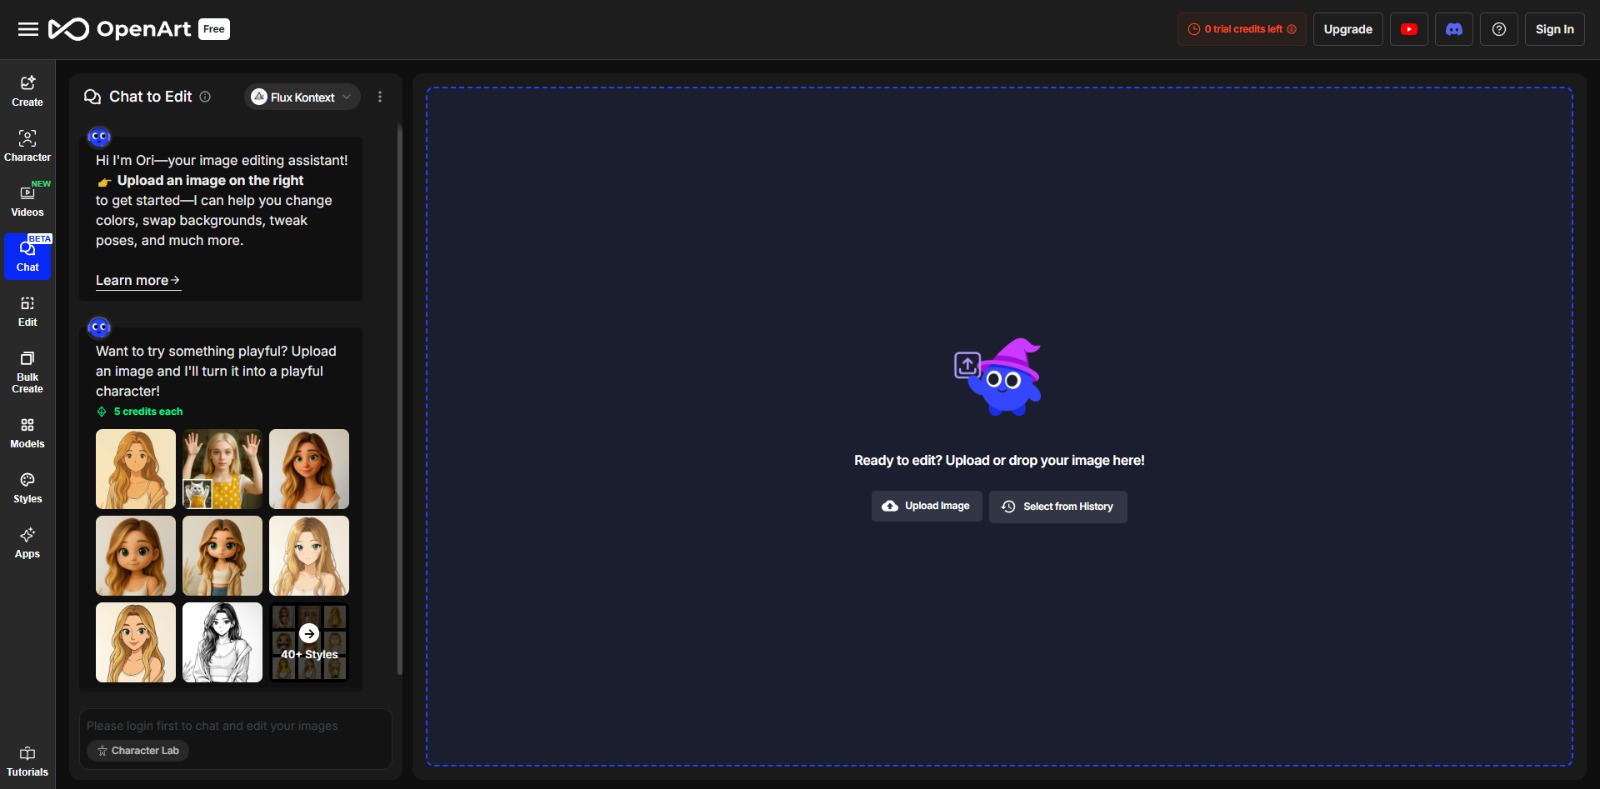 OpenArt Free
0 trial credits left
Upgrade
Sign In
Create
Character
NEW
Videos
BETA
Chat
Edit
Bulk
Create
Models
Styles
Apps
Tutorials
Chat to Edit
Flux Kontext
Hi I'm Ori—your image editing assistant!
👉 Upload an image on the right
to get started—I can help you change
colors, swap backgrounds, tweak
poses, and much more.
Learn more→
Want to try something playful? Upload
an image and I'll turn it into a playful
character!
5 credits each
40+ Styles
Please login first to chat and edit your images
Character Lab
Ready to edit? Upload or drop your image here!
Upload Image
Select from History